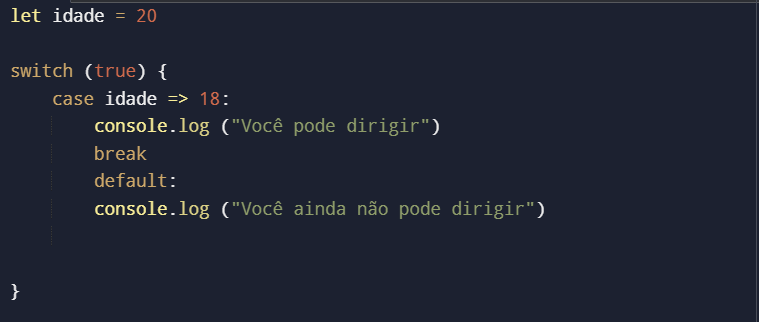 let idade = 20
switch (true) {
case idade => 18:
console.log ("Você pode dirigir")
break
default:
console.log ("Você ainda não pode dirigir")
}